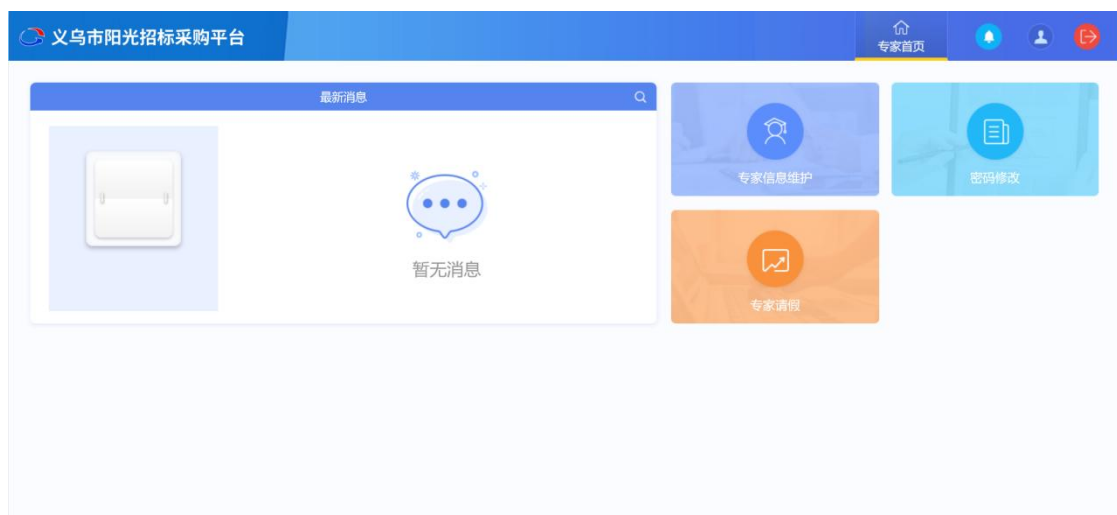 义乌市阳光招标采购平台
专家首页
最新消息
暂无消息
专家信息维护
密码修改
专家请假